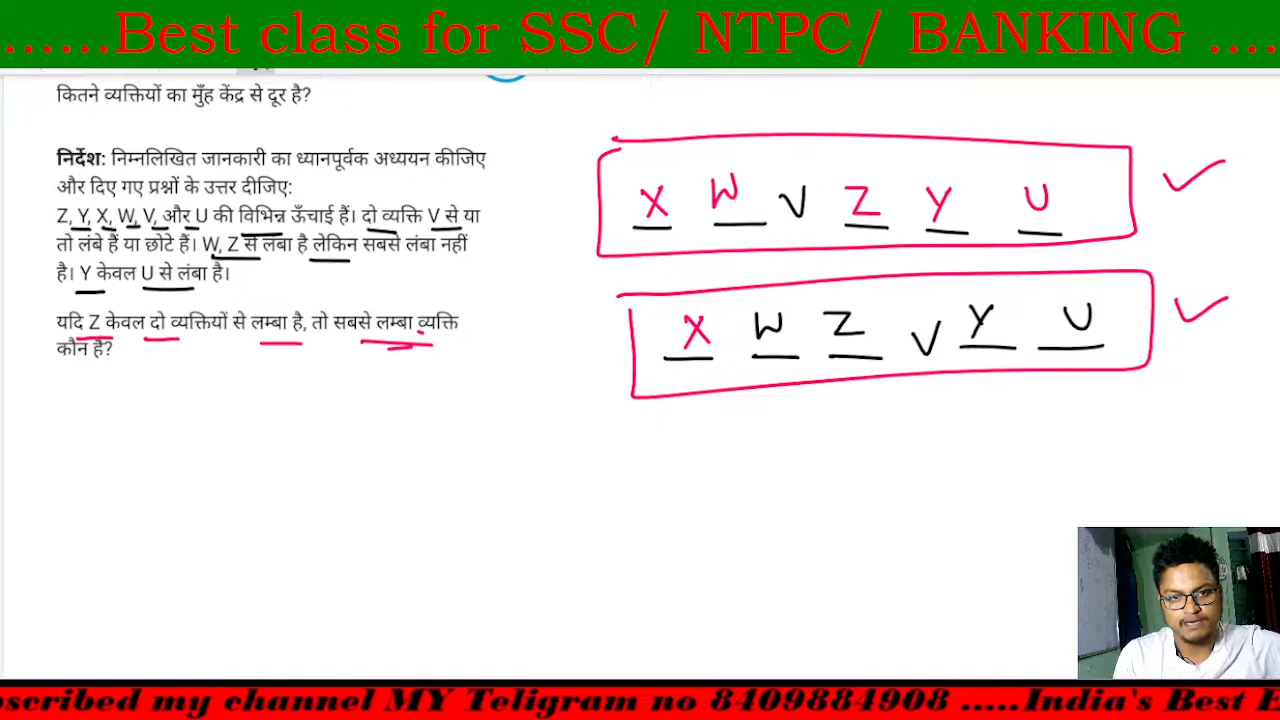 ......Best class for SSC/ NTPC/ BANKING ....
कितने व्यक्तियों का मुँह केंद्र से दूर है?
निर्देश: निम्नलिखित जानकारी का ध्यानपूर्वक अध्ययन कीजिए
और दिए गए प्रश्नों के उत्तर दीजिए:
Z, Y, X, W, V, और U की विभिन्न ऊँचाई हैं। दो व्यक्ति V से या
तो लंबे हैं या छोटे हैं। W, Z से लंबा है लेकिन सबसे लंबा नहीं
है। Y केवल U से लंबा है।
यदि Z केवल दो व्यक्तियों से लम्बा है, तो सबसे लम्बा व्यक्ति
कौन है?
X W V Z Y U
X W Z V Y U
scribed my channel MY Teligram no 8409884908 .....India's Best E